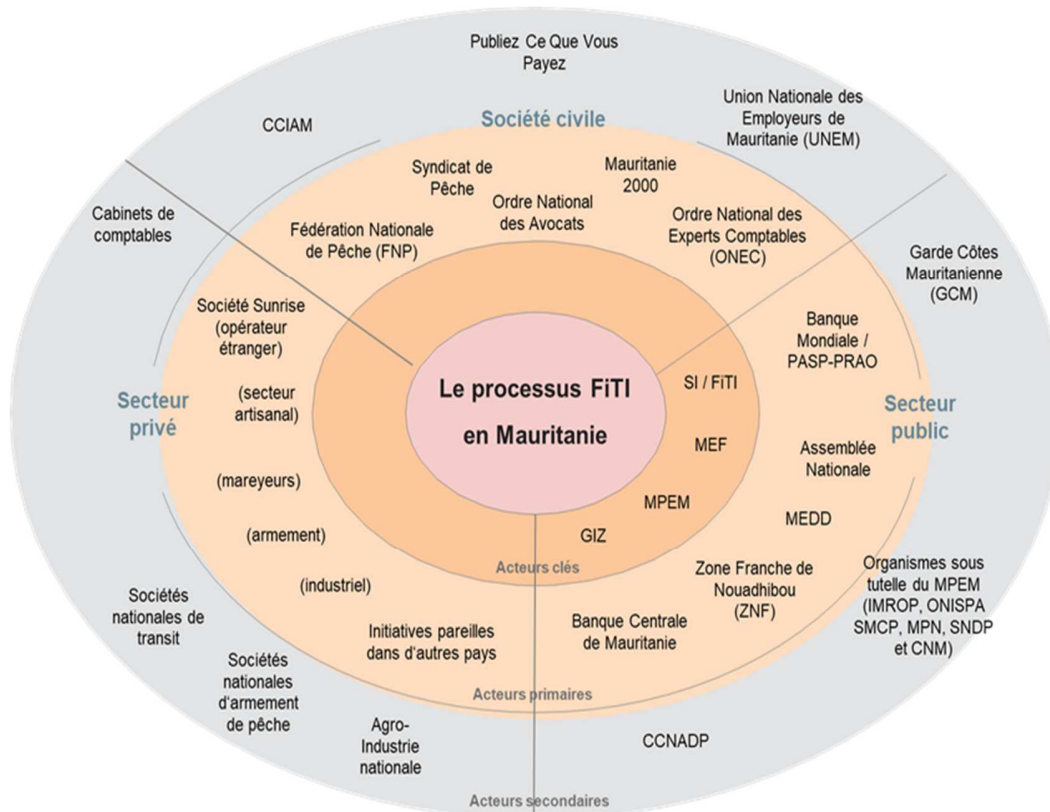 Publiez Ce Que Vous
Payez
CCIAM
Société civile
Union Nationale des
Employeurs de
Mauritanie (UNEM)
Syndicat de
Pêche
Mauritanie
2000
Cabinets de
comptables
Fédération Nationale
de Pêche (FNP)
Ordre National
des Avocats
Ordre National des
Experts Comptables
(ONEC)
Garde Côtes
Mauritanienne
(GCM)
Société Sunrise
(opérateur
étranger)
Banque
Mondiale /
PASP-PRAO
Secteur
privé
(secteur
artisanal)
Le processus FiTI
en Mauritanie
SI / FiTI
Secteur
public
MEF
Assemblée
Nationale
(mareyeurs)
MPEM
MEDD
(armement)
GIZ
Acteurs clés
(industriel)
Zone Franche de
Nouadhibou
(ZNF)
Organismes sous
tutelle du MPEM
(IMROP, ONISPA
SMCP, MPN, SNDP
et CNM)
Sociétés
nationales de
transit
Initiatives pareilles
dans d‘autres pays
Banque Centrale
de Mauritanie
Sociétés
nationales
d‘armement
de pêche
Acteurs primaires
Agro-
Industrie
nationale
CCNADP
Acteurs secondaires